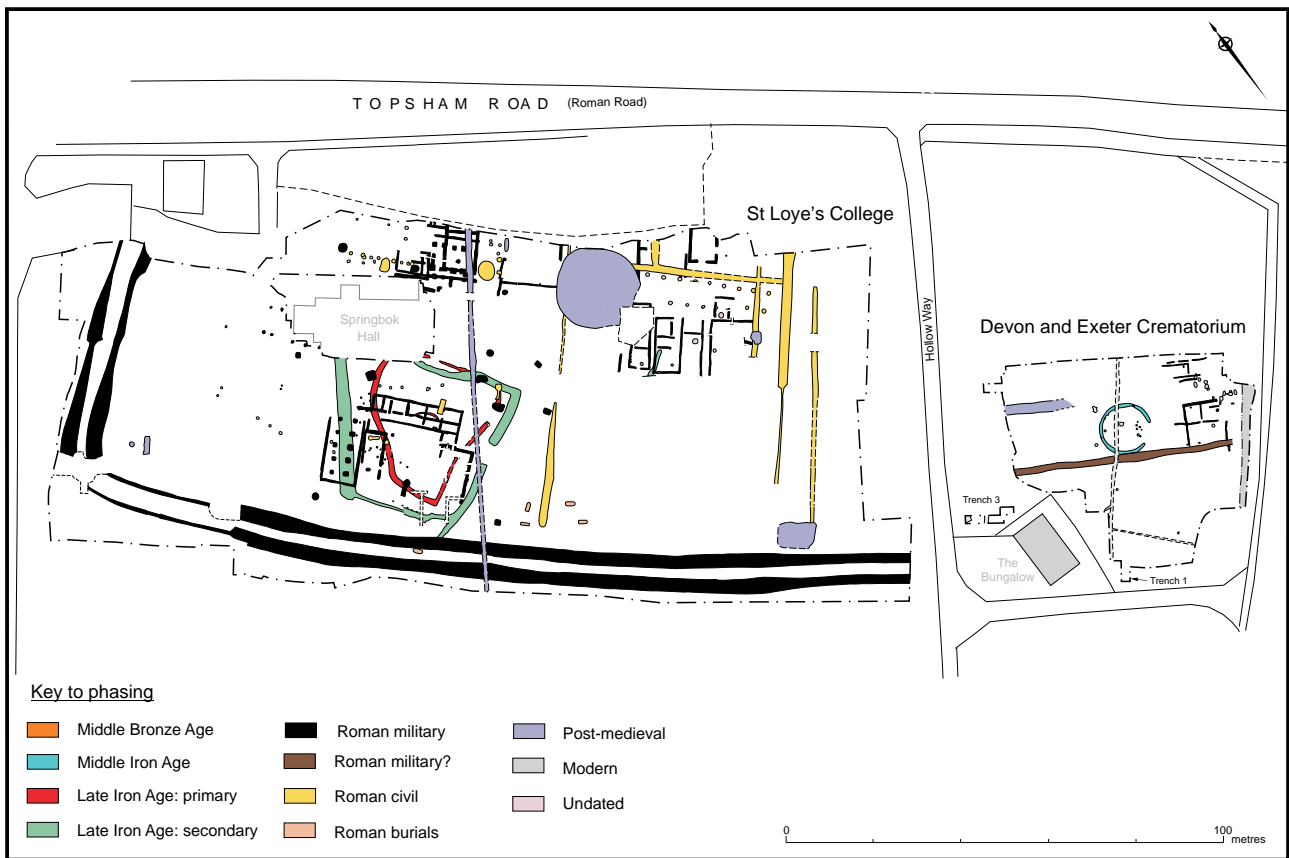 TOPSHAM ROAD (Roman Road)
St Loye's College
Hollow Way
Springbok
Hall
Devon and Exeter Crematorium
Trench 3
The
Bungalow
Trench 1
Key to phasing
Middle Bronze Age
Middle Iron Age
Late Iron Age: primary
Late Iron Age: secondary
Roman military
Roman military?
Roman civil
Roman burials
Post-medieval
Modern
Undated
0
100
metres